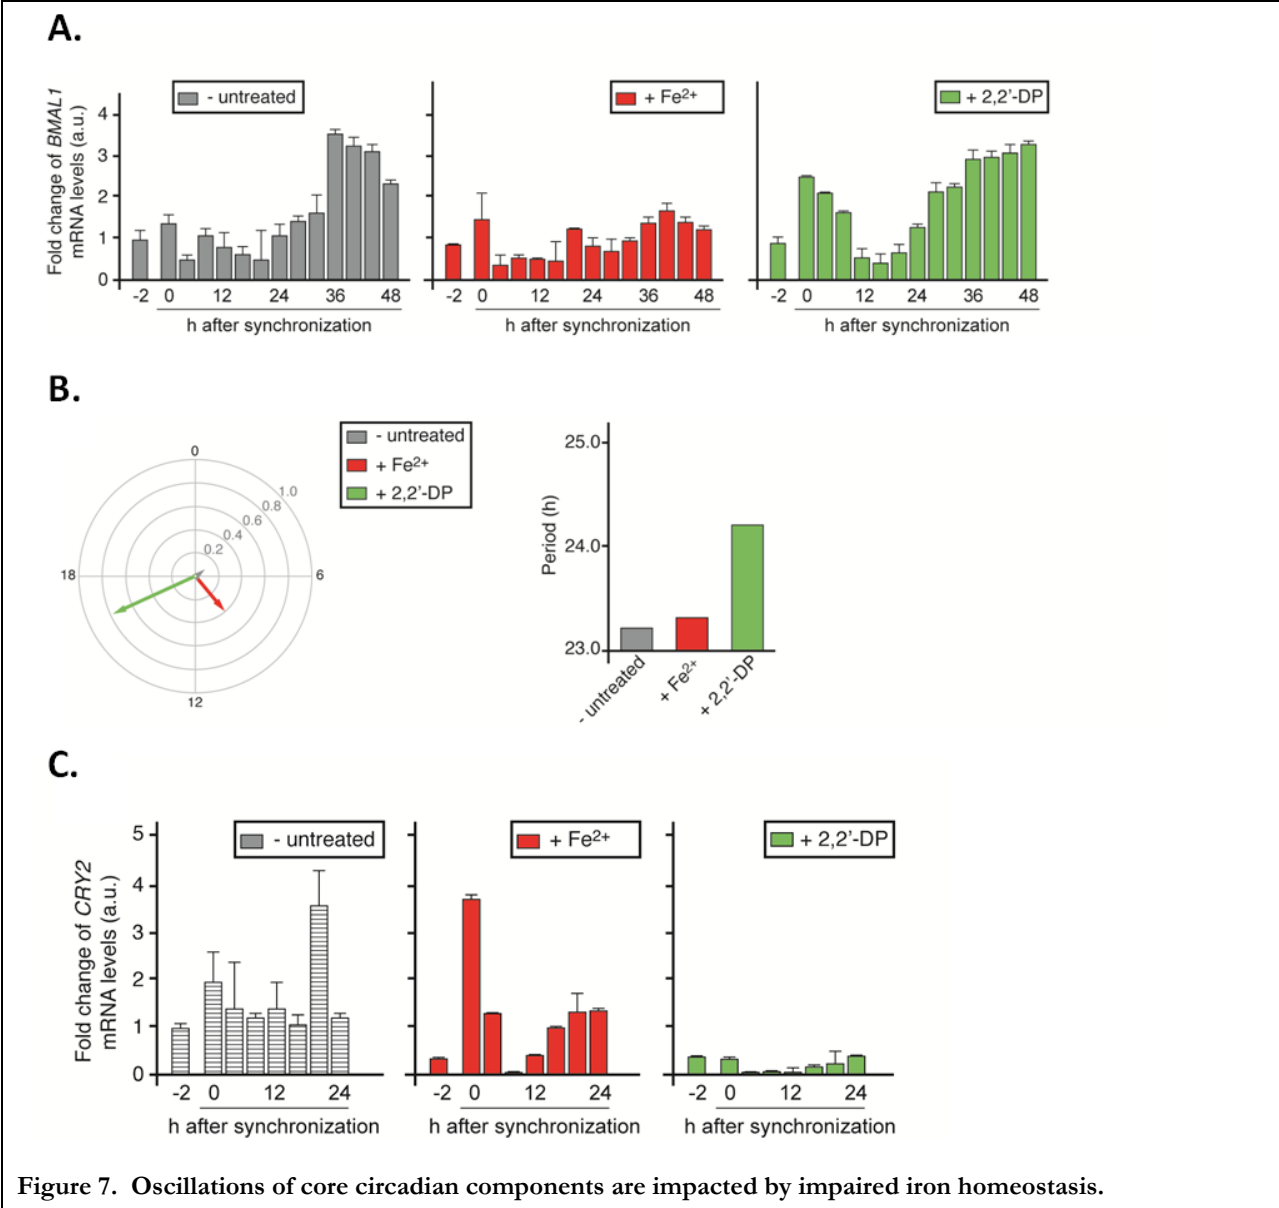 A.
- untreated
+ Fe²⁺
+ 2,2'-DP
Fold change of BMAL1
mRNA levels (a.u.)
4
3
2
1
0
-2 0 12 24 36 48
-2 0 12 24 36 48
-2 0 12 24 36 48
h after synchronization
h after synchronization
h after synchronization
B.
- untreated
+ Fe²⁺
+ 2,2'-DP
0
1.0
0.8
0.6
0.4
0.2
18
6
12
Period (h)
25.0
24.0
23.0
- untreated
+ Fe²⁺
+ 2,2'-DP
C.
- untreated
+ Fe²⁺
+ 2,2'-DP
Fold change of CRY2
mRNA levels (a.u.)
5
4
3
2
1
0
-2 0 12 24
-2 0 12 24
-2 0 12 24
h after synchronization
h after synchronization
h after synchronization
Figure 7. Oscillations of core circadian components are impacted by impaired iron homeostasis.